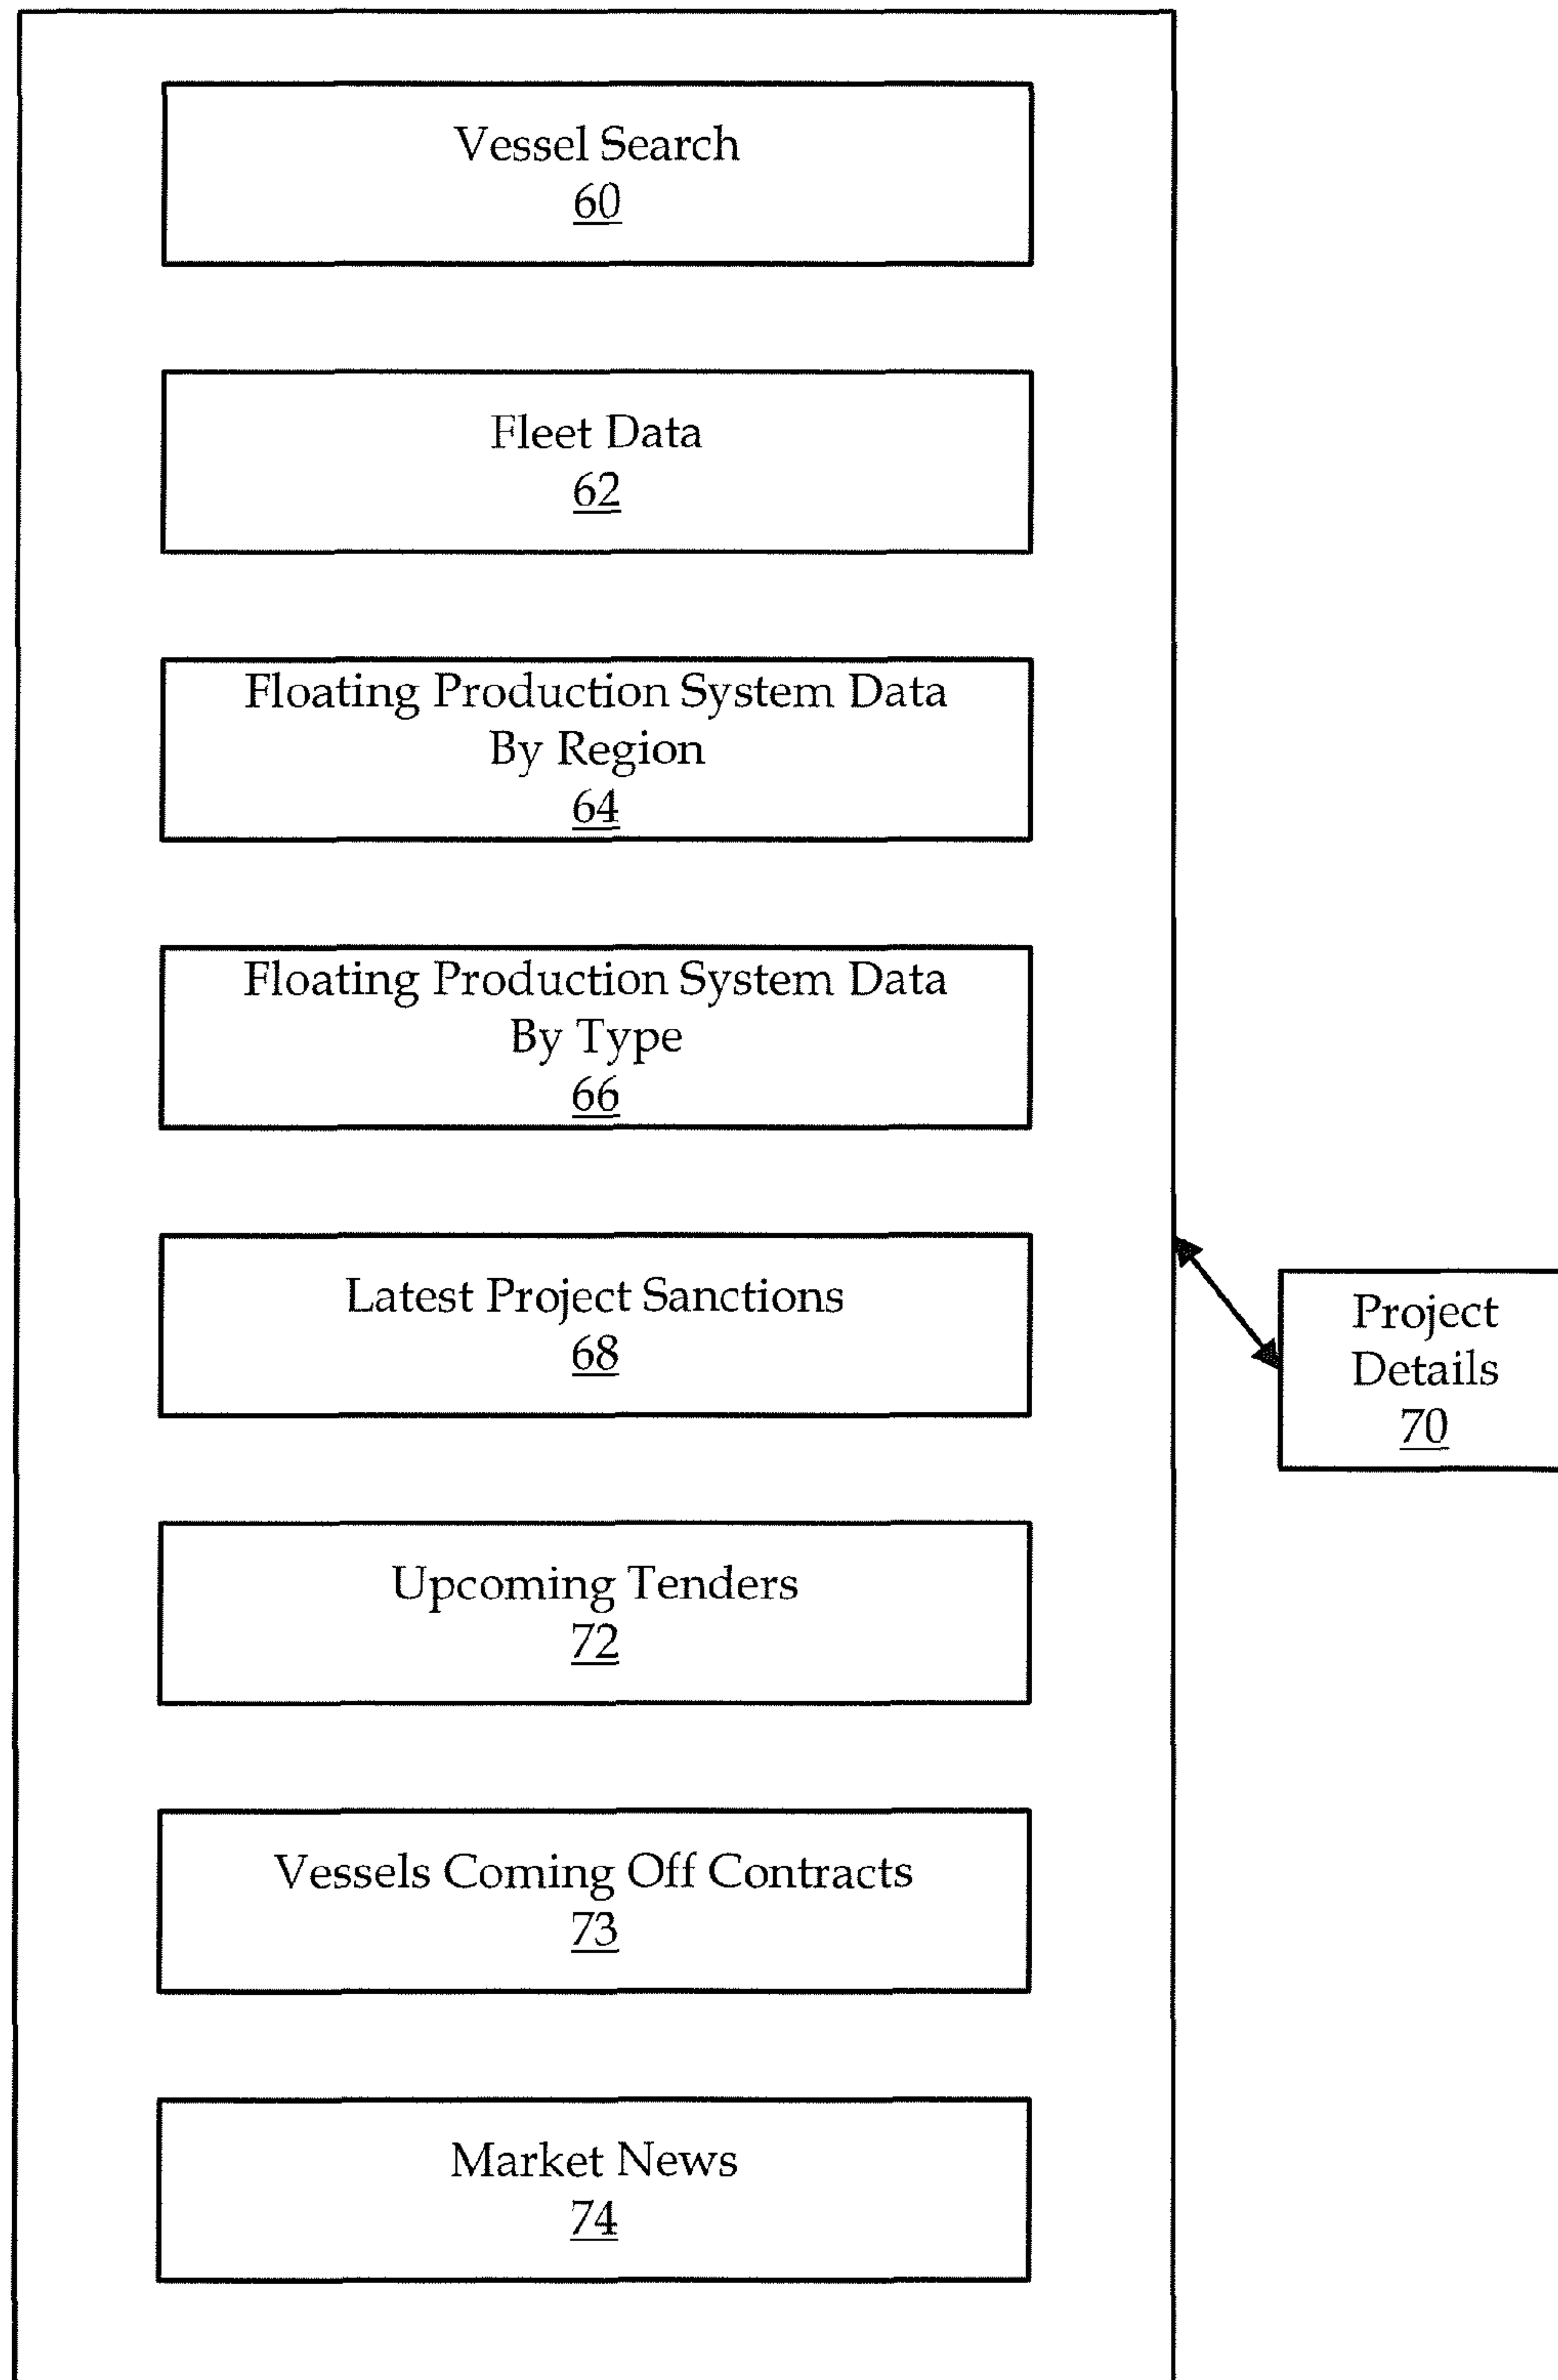 Vessel Search
60
Fleet Data
62
Floating Production System Data
By Region
64
Floating Production System Data
By Type
66
Latest Project Sanctions
68
Project
Details
70
Upcoming Tenders
72
Vessels Coming Off Contracts
73
Market News
74